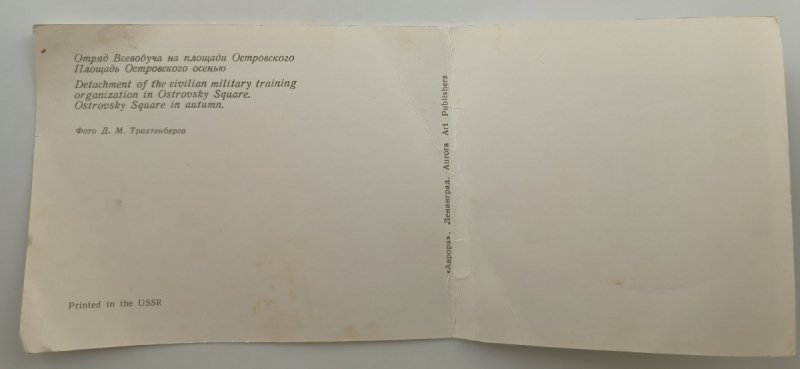 Отряд Всевобуча на площади Островского
Площадь Островского осенью
Detachment of the civilian military training
organization in Ostrovsky Square.
Ostrovsky Square in autumn.
Фото Д. М. Трахтенберга
Printed in the USSR
«Аврора». Ленинград. Aurora Art Publishers